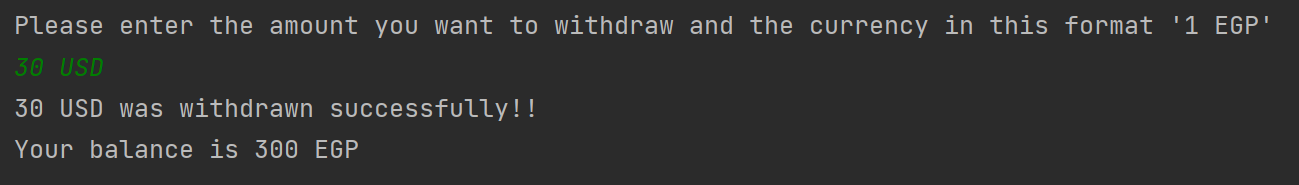 Please enter the amount you want to withdraw and the currency in this format '1 EGP'
30 USD
30 USD was withdrawn successfully!!
Your balance is 300 EGP